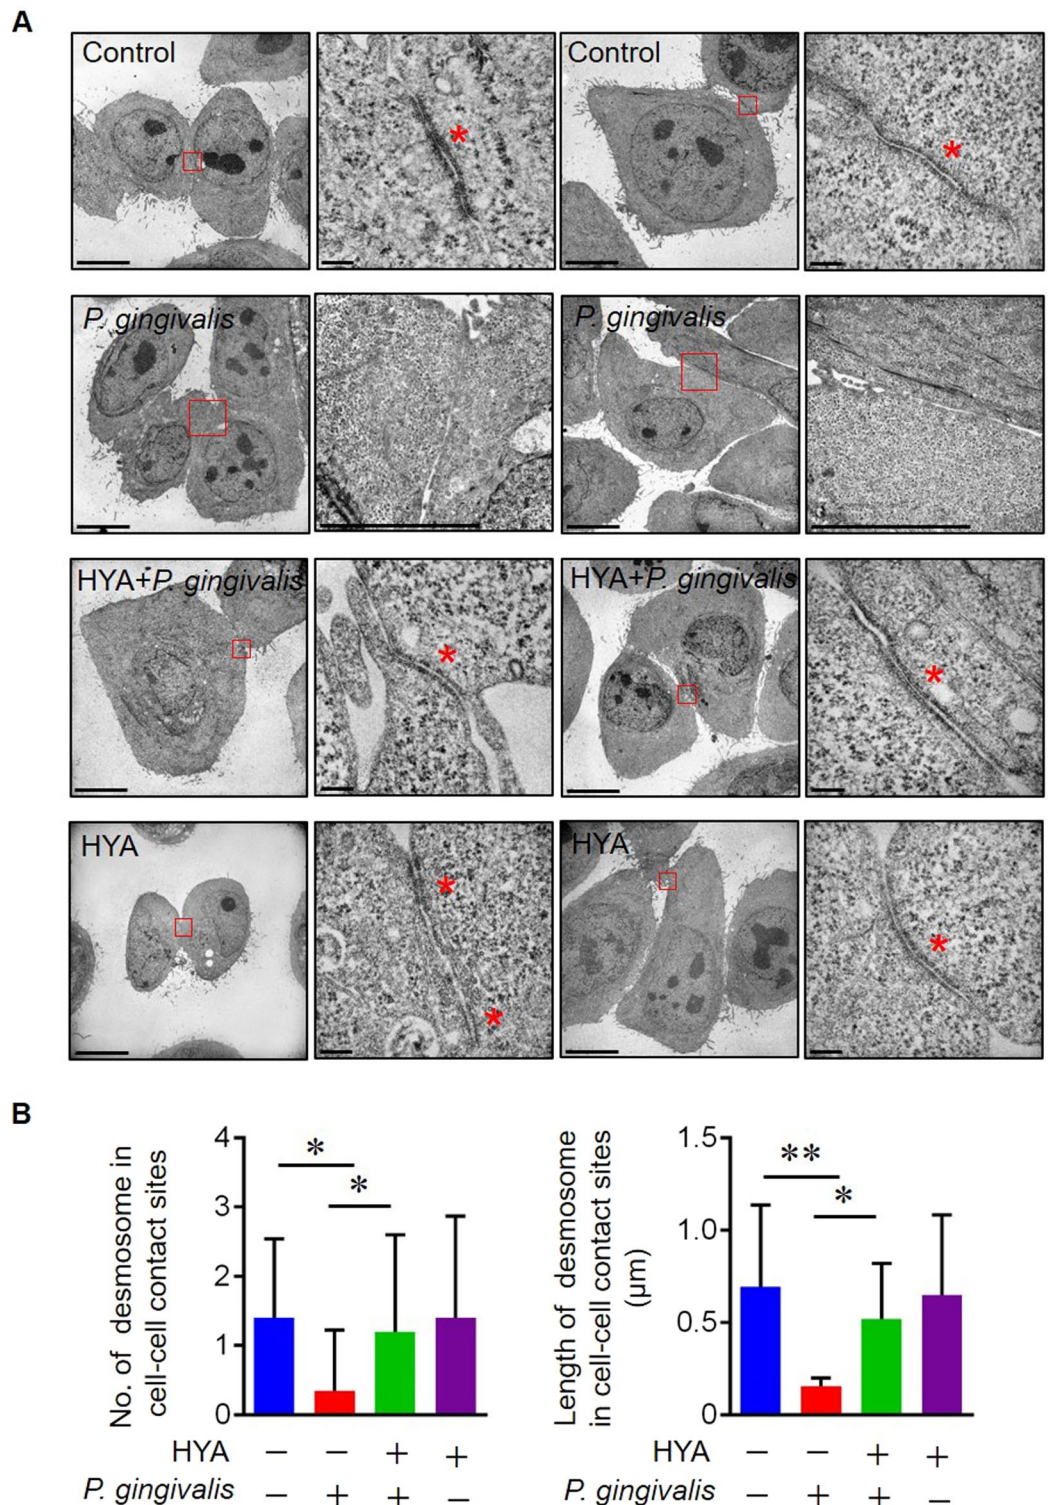 A
Control
Control
*
*
P. gingivalis
P. gingivalis
HYA+P. gingivalis
HYA+P. gingivalis
*
*
HYA
HYA
*
*
*
B
No. of desmosome in
cell-cell contact sites
4
3
2
1
0
*
*
HYA − − + +
P. gingivalis − + + −
Length of desmosome
in cell-cell contact sites
(μm)
1.5
1.0
0.5
0
**
*
HYA − − + +
P. gingivalis − + + −